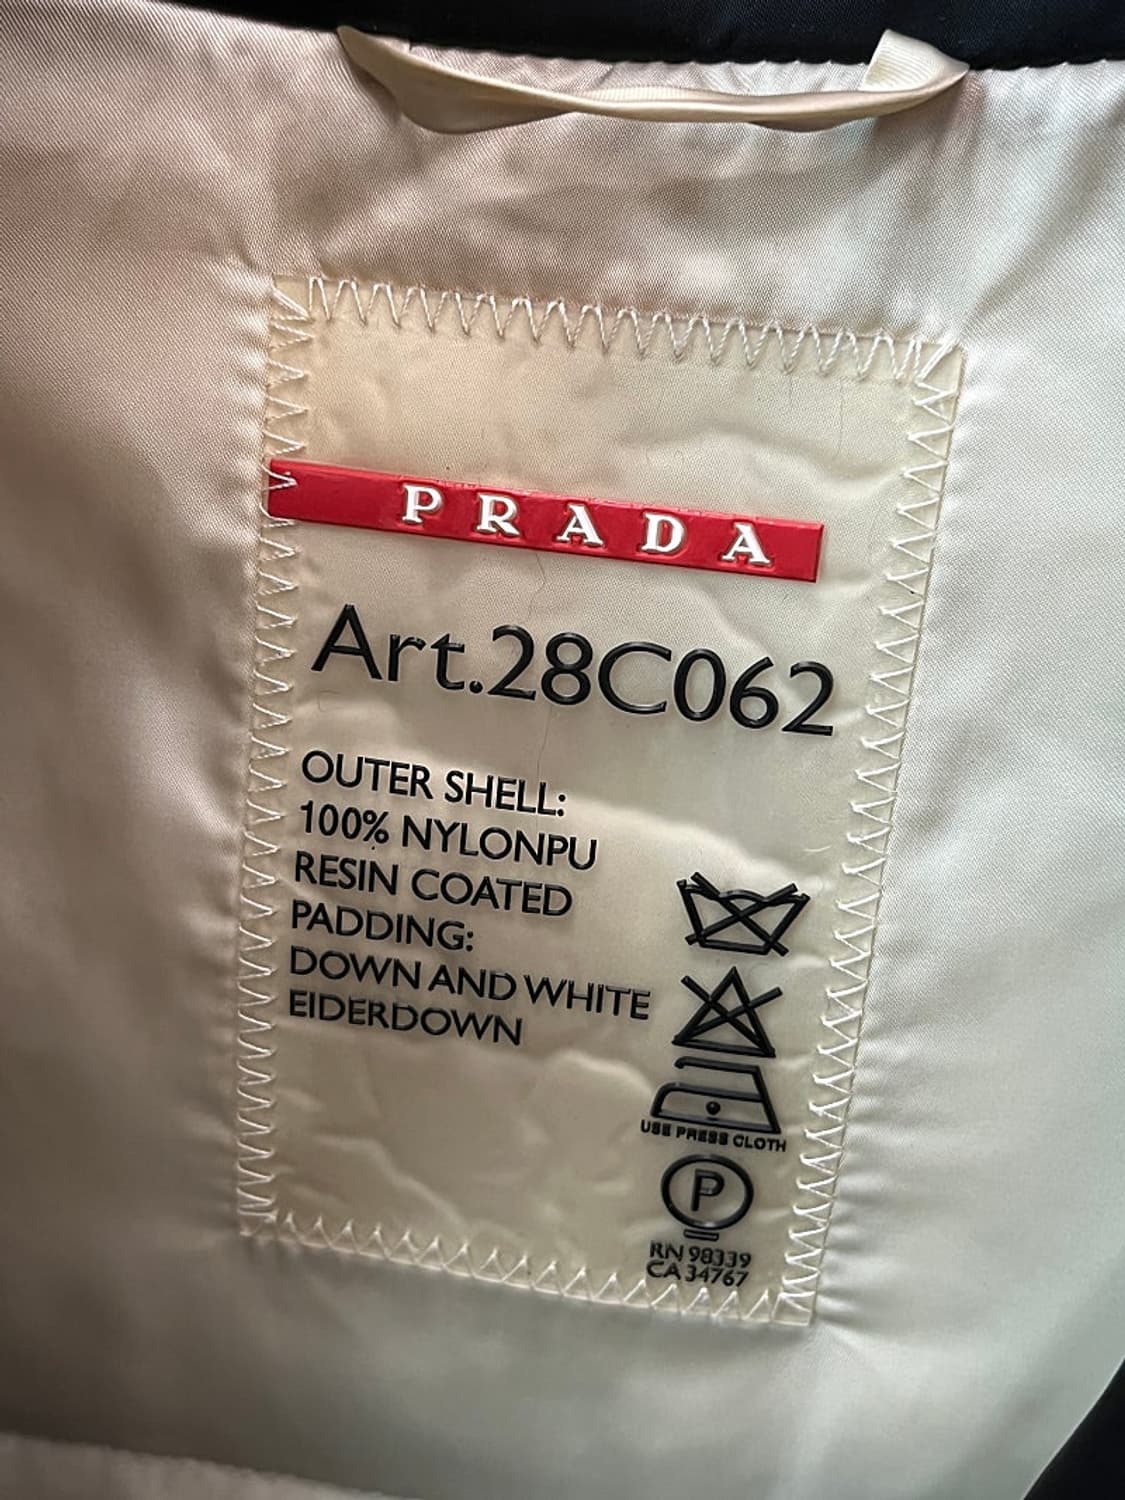 PRADA
Art.28C062
OUTER SHELL:
100% NYLONPU
RESIN COATED
PADDING:
DOWN AND WHITE
EIDERDOWN
USE PRESS CLOTH
P
RN 98339
CA 34767